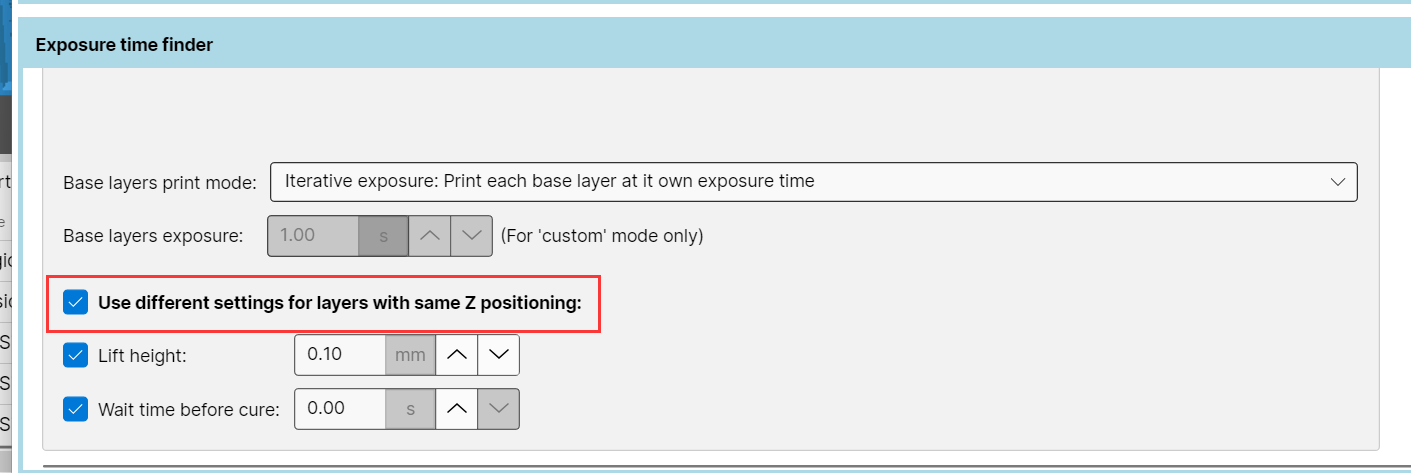 Exposure time finder
Base layers print mode: Iterative exposure: Print each base layer at it own exposure time
Base layers exposure: 1.00 s (For 'custom' mode only)
Use different settings for layers with same Z positioning:
Lift height: 0.10 mm
Wait time before cure: 0.00 s